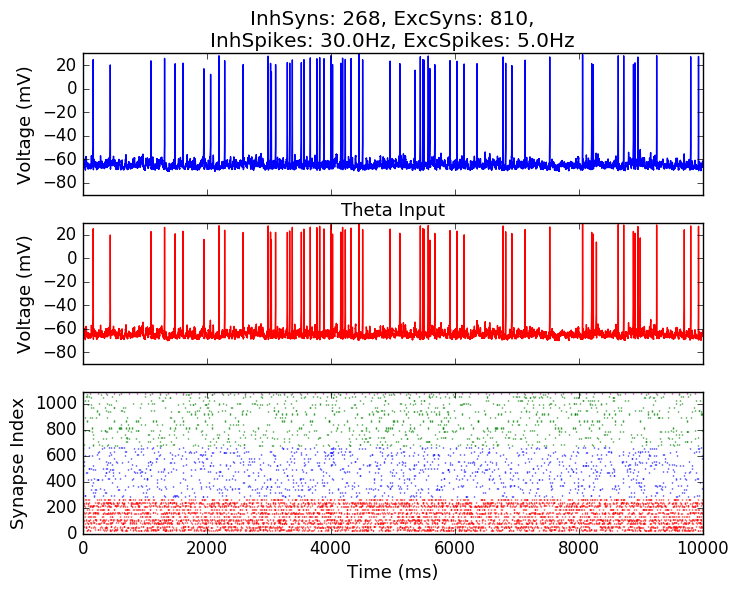 InhSyns: 268, ExcSyns: 810,
InhSpikes: 30.0Hz, ExcSpikes: 5.0Hz
20
0
−20
−40
−60
−80
Voltage (mV)
Theta Input
20
0
−20
−40
−60
−80
Voltage (mV)
1000
800
600
400
200
0
Synapse Index
0 2000 4000 6000 8000 10000
Time (ms)